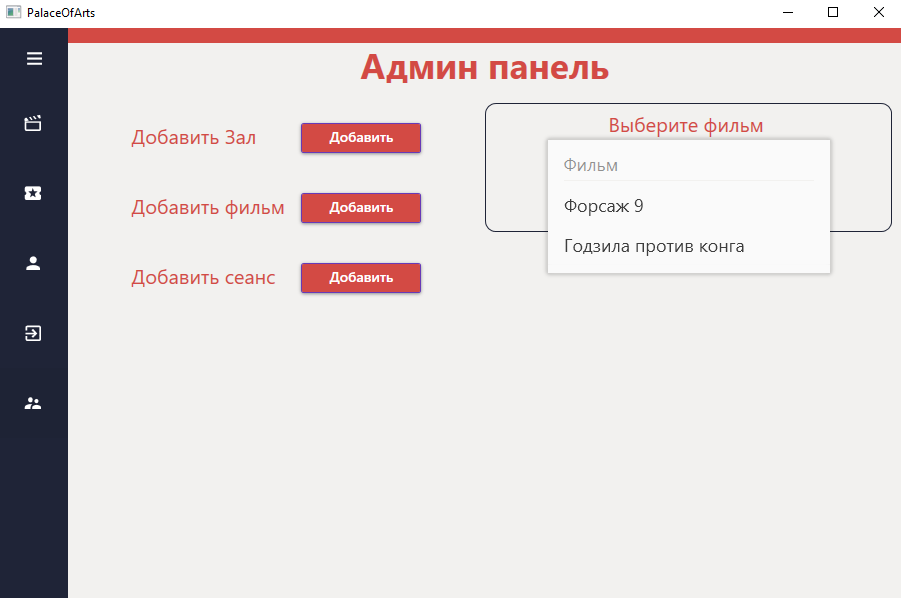 PalaceOfArts
Админ панель
Добавить Зал
Добавить
Добавить фильм
Добавить
Добавить сеанс
Добавить
Выберите фильм
Фильм
Форсаж 9
Годзила против конга